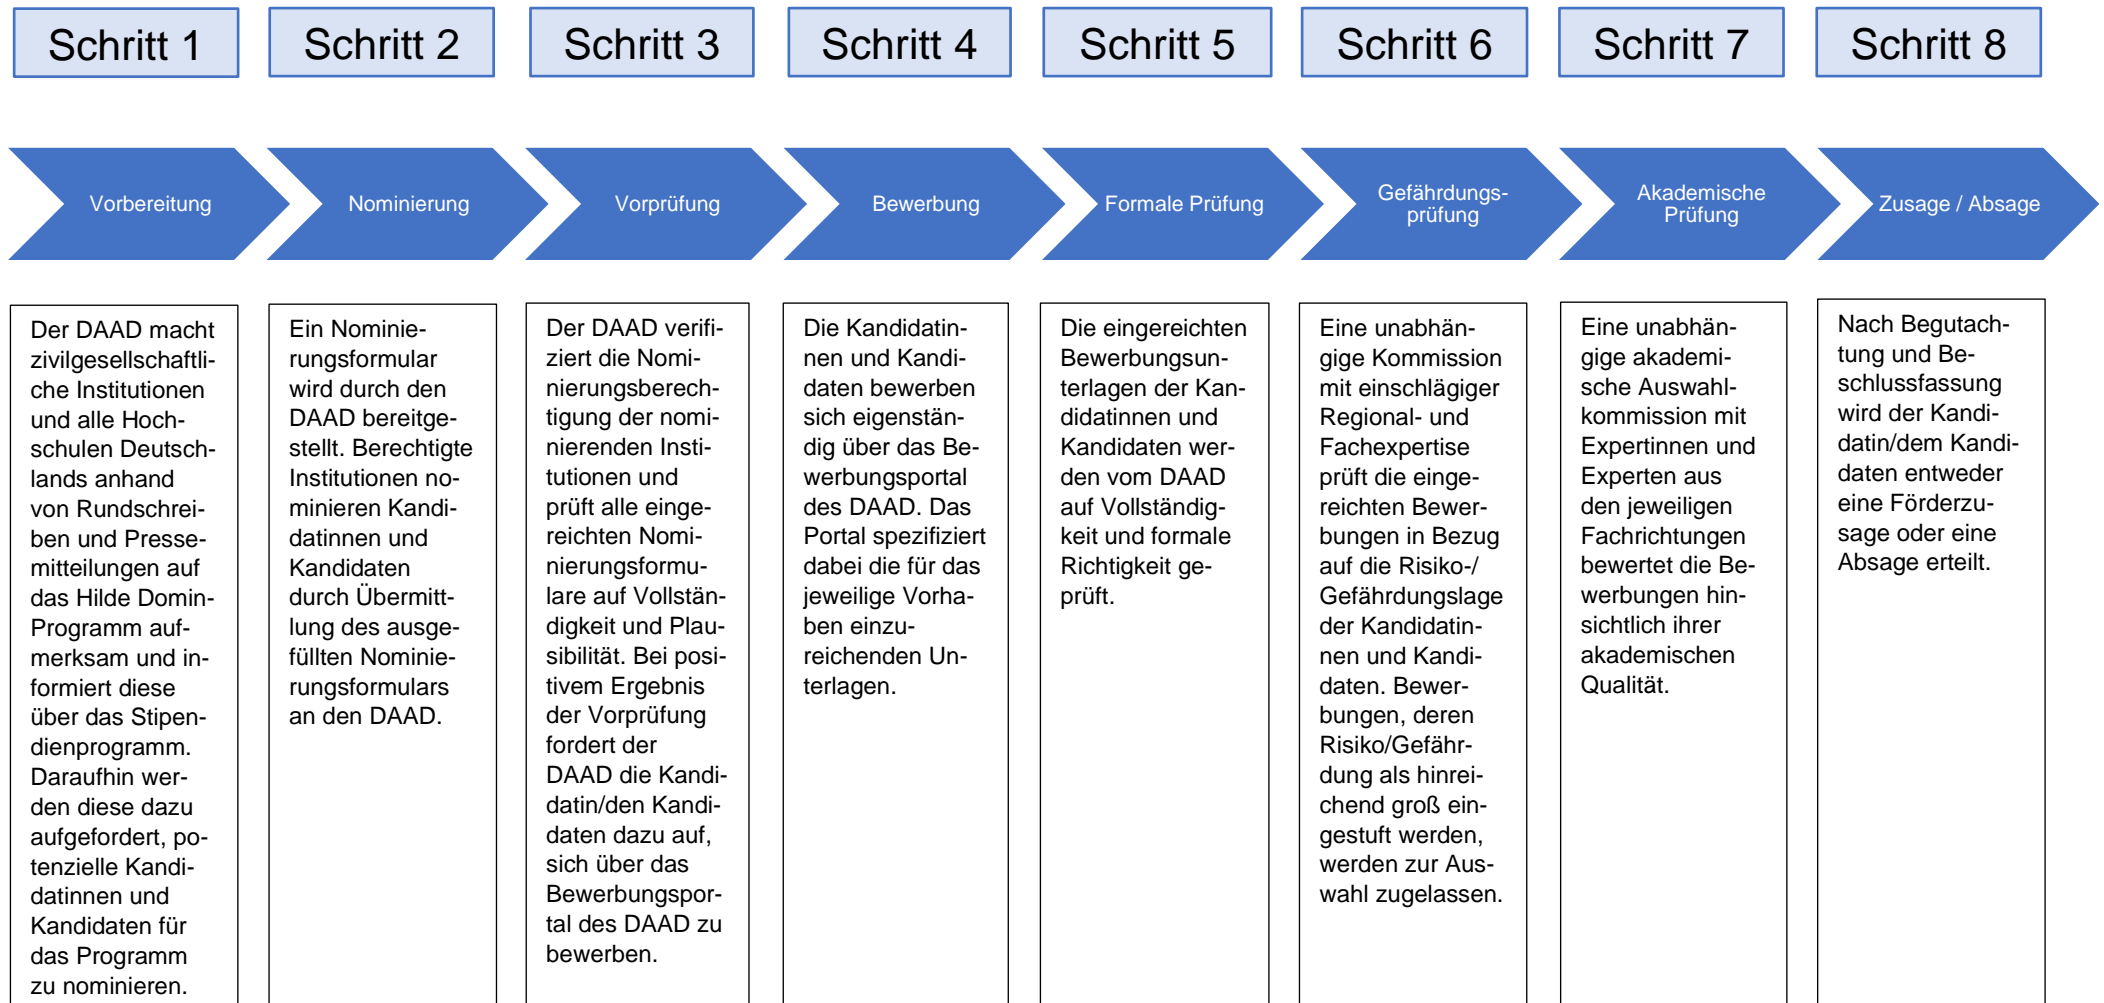 Schritt 1
Schritt 2
Schritt 3
Schritt 4
Schritt 5
Schritt 6
Schritt 7
Schritt 8
Vorbereitung
Nominierung
Vorprüfung
Bewerbung
Formale Prüfung
Gefährdungs-
prüfung
Akademische
Prüfung
Zusage / Absage
Der DAAD macht
zivilgesellschaftli-
che Institutionen
und alle Hoch-
schulen Deutsch-
lands anhand
von Rundschrei-
ben und Presse-
mitteilungen auf
das Hilde Domin-
Programm auf-
merksam und in-
formiert diese
über das Stipen-
dienprogramm.
Daraufhin wer-
den diese dazu
aufgefordert, po-
tenzielle Kandi-
datinnen und
Kandidaten für
das Programm
zu nominieren.
Ein Nominie-
rungsformular
wird durch den
DAAD bereitge-
stellt. Berechtigte
Institutionen no-
minieren Kandi-
datinnen und
Kandidaten
durch Übermitt-
lung des ausge-
füllten Nominie-
rungsformulars
an den DAAD.
Der DAAD verifi-
ziert die Nomi-
nierungsberech-
tigung der nomi-
nierenden Insti-
tutionen und
prüft alle einge-
reichten Nomi-
nierungsformu-
lare auf Vollstän-
digkeit und Plau-
sibilität. Bei posi-
tivem Ergebnis
der Vorprüfung
fordert der
DAAD die Kandi-
datin/den Kandi-
daten dazu auf,
sich über das
Bewerbungspor-
tal des DAAD zu
bewerben.
Die Kandidatin-
nen und Kandi-
daten bewerben
sich eigenstän-
dig über das Be-
werbungsportal
des DAAD. Das
Portal spezifiziert
dabei die für das
jeweilige Vorha-
ben einzu-
reichenden Un-
terlagen.
Die eingereichten
Bewerbungsun-
terlagen der Kan-
didatinnen und
Kandidaten wer-
den vom DAAD
auf Vollständig-
keit und formale
Richtigkeit ge-
prüft.
Eine unabhän-
gige Kommission
mit einschlägiger
Regional- und
Fachexpertise
prüft die einge-
reichten Bewer-
bungen in Bezug
auf die Risiko-/
Gefährdungslage
der Kandidatin-
nen und Kandi-
daten. Bewer-
bungen, deren
Risiko/Gefähr-
dung als hinrei-
chend groß ein-
gestuft werden,
werden zur Aus-
wahl zugelassen.
Eine unabhän-
gige akademi-
sche Auswahl-
kommission mit
Expertinnen und
Experten aus
den jeweiligen
Fachrichtungen
bewertet die Be-
werbungen hin-
sichtlich ihrer
akademischen
Qualität.
Nach Begutach-
tung und Be-
schlussfassung
wird der Kandi-
datin/dem Kandi-
daten entweder
eine Förderzu-
sage oder eine
Absage erteilt.